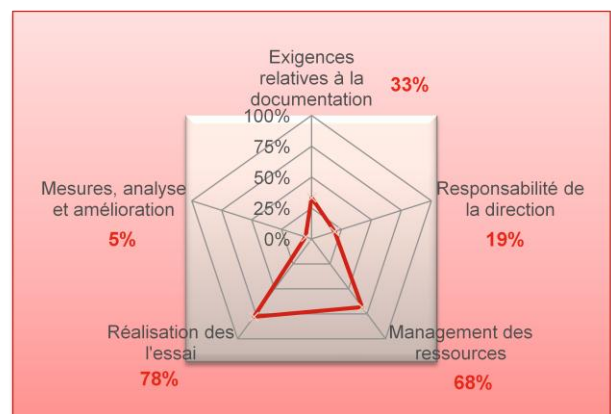 Exigences
relatives à la
documentation
33%
100%
75%
50%
25%
0%
Mesures, analyse
et amélioration
5%
Responsabilité de
la direction
19%
Réalisation des
l'essai
78%
Management des
ressources
68%